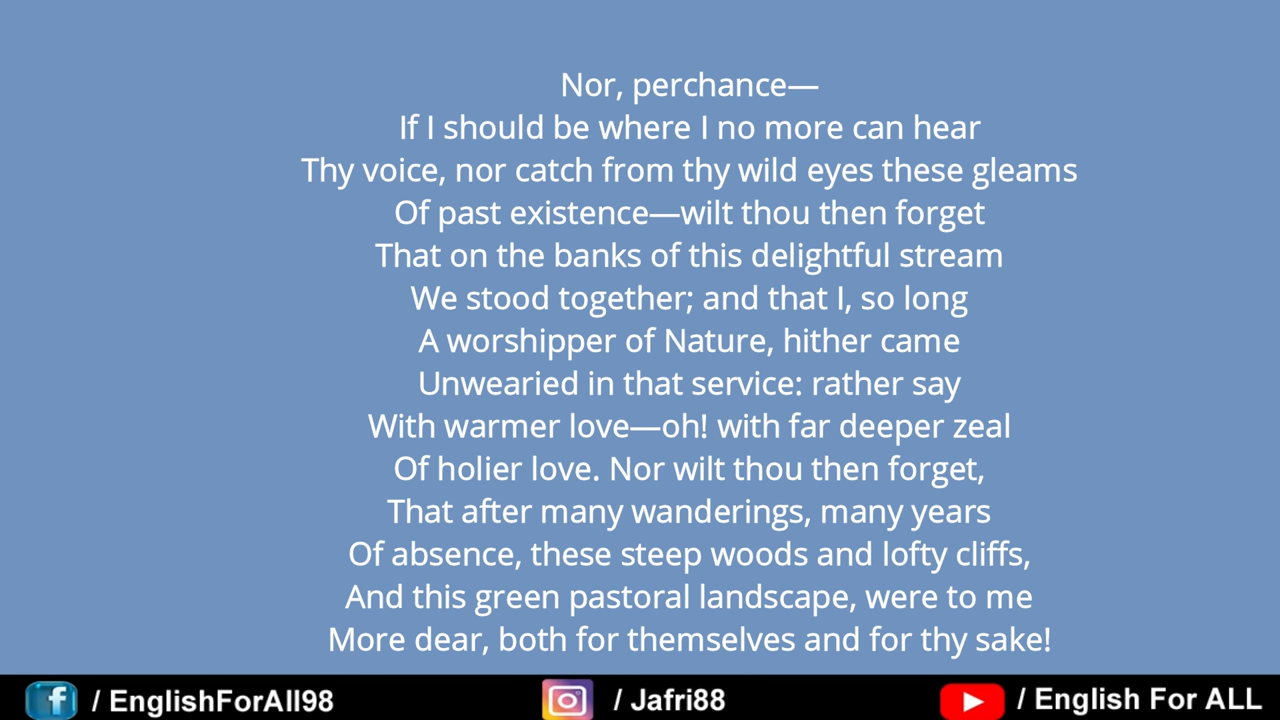 Nor, perchance—
If I should be where I no more can hear
Thy voice, nor catch from thy wild eyes these gleams
Of past existence—wilt thou then forget
That on the banks of this delightful stream
We stood together; and that I, so long
A worshipper of Nature, hither came
Unwearied in that service: rather say
With warmer love—oh! with far deeper zeal
Of holier love. Nor wilt thou then forget,
That after many wanderings, many years
Of absence, these steep woods and lofty cliffs,
And this green pastoral landscape, were to me
More dear, both for themselves and for thy sake!
/ EnglishForAll98 / Jafri88 / English For ALL